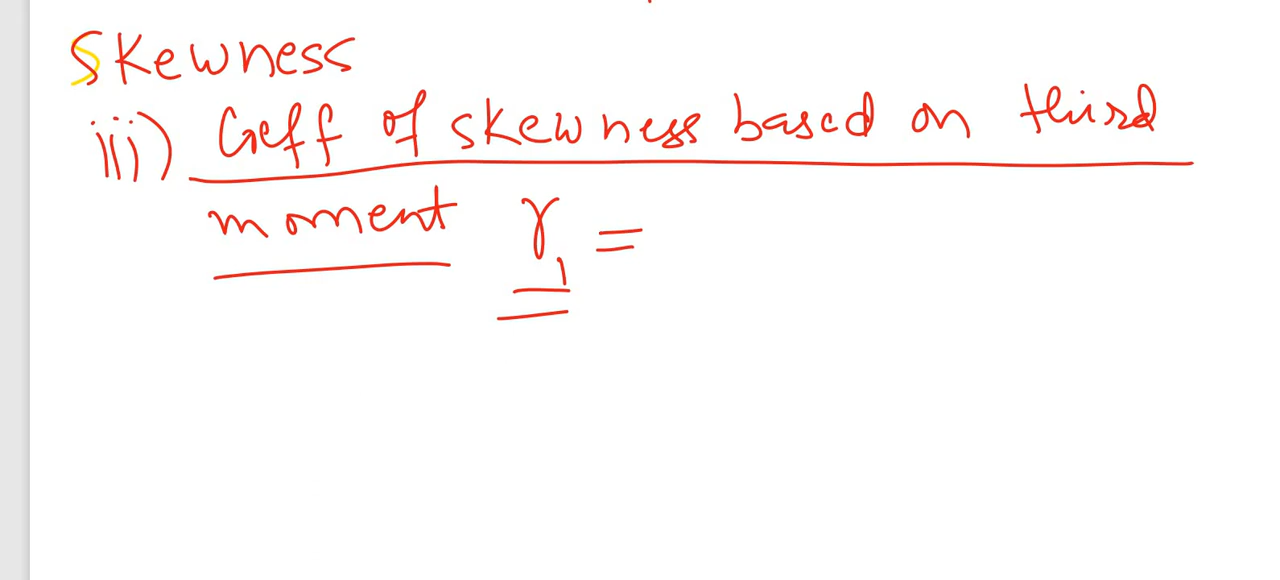 Skewness
iii) Coeff of skewness based on third
moment γ₁ =